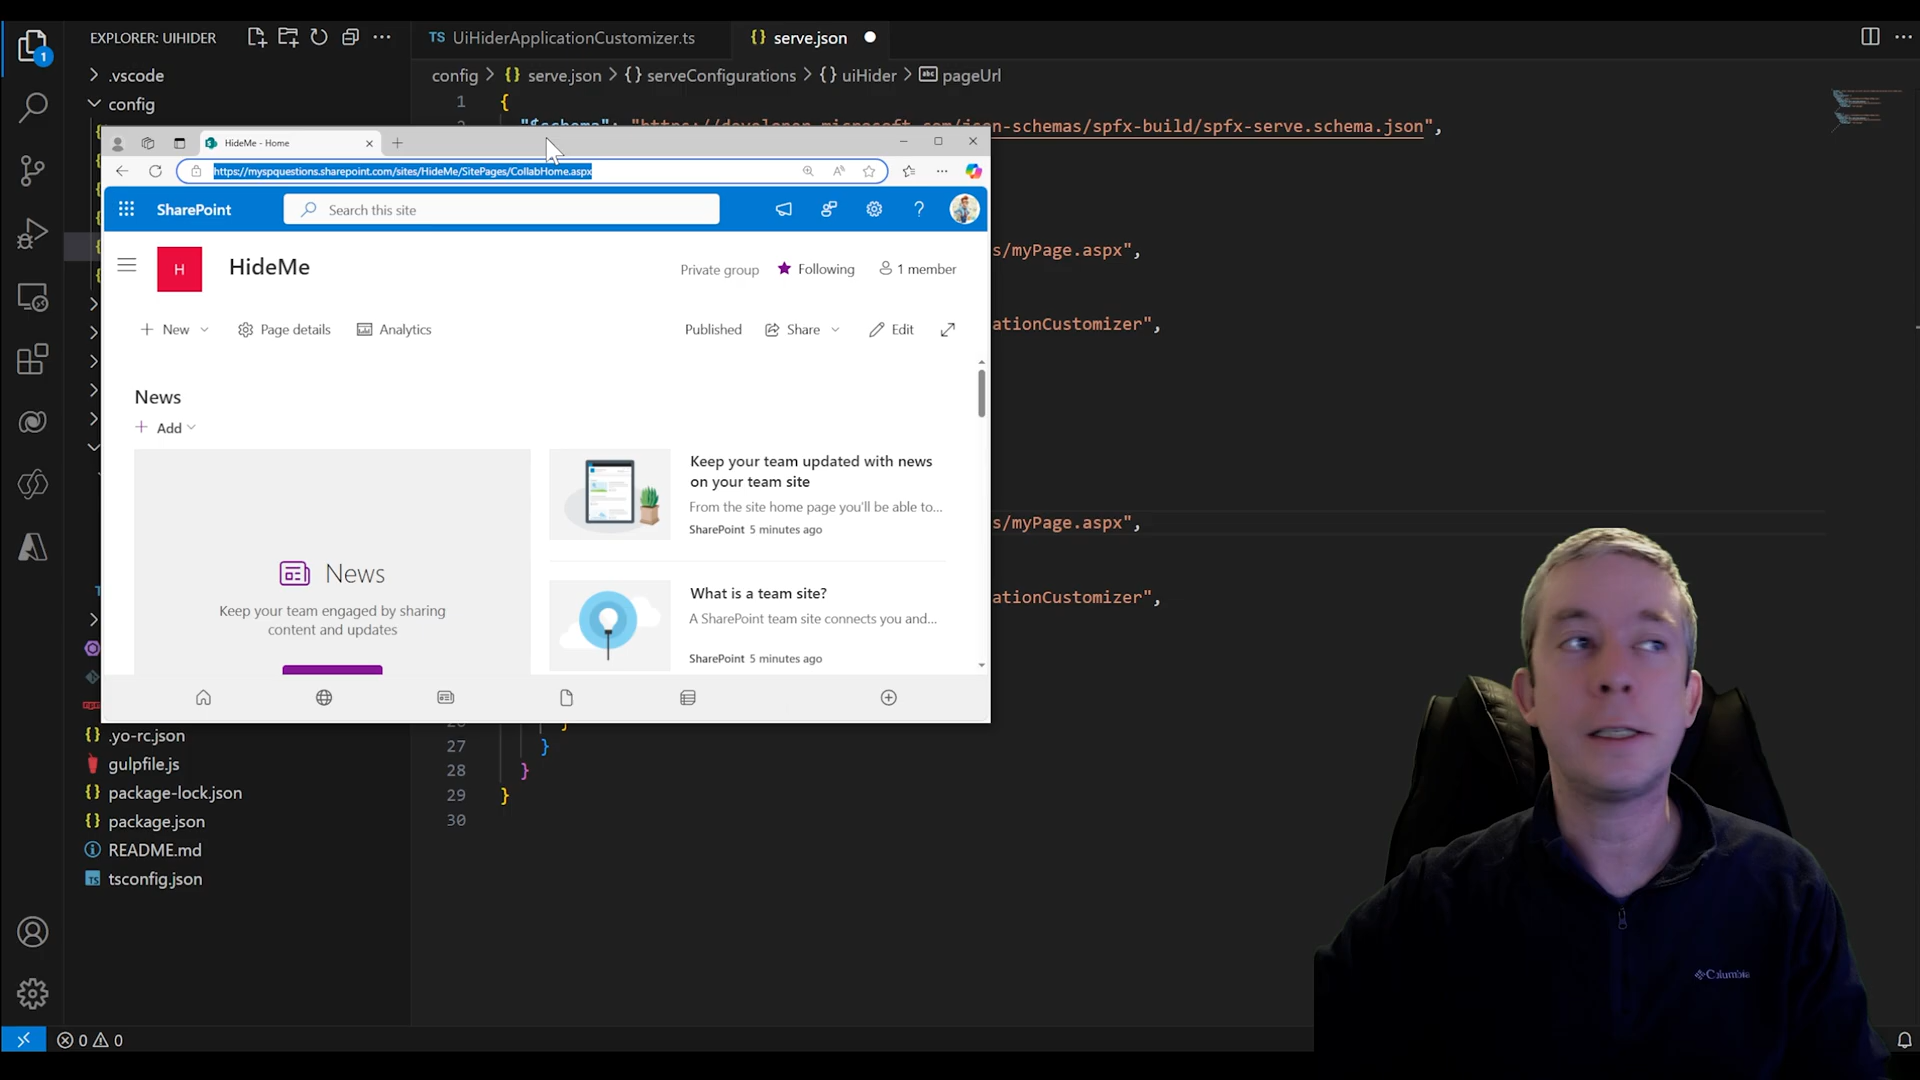 EXPLORER: UIHIDER
TS UiHiderApplicationCustomizer.ts
{} serve.json
1
.vscode
config > {} serve.json > {} serveConfigurations > {} uiHider > abc pageUrl
config
1
{
"$schema": "https://developer.microsoft.com/json-schemas/spfx-build/spfx-serve.schema.json",
HideMe - Home
https://myspquestions.sharepoint.com/sites/HideMe/SitePages/CollabHome.aspx
SharePoint
Search this site
H
HideMe
Private group
Following
1 member
s/myPage.aspx",
New
Page details
Analytics
Published
Share
Edit
ationCustomizer",
News
Add
Keep your team updated with news
on your team site
From the site home page you'll be able to...
SharePoint 5 minutes ago
s/myPage.aspx",
News
Keep your team engaged by sharing
content and updates
What is a team site?
A SharePoint team site connects you and...
SharePoint 5 minutes ago
ationCustomizer",
.yo-rc.json
gulpfile.js
package-lock.json
package.json
README.md
TS tsconfig.json
27
}
28
}
29
}
30
Columbia
0
0